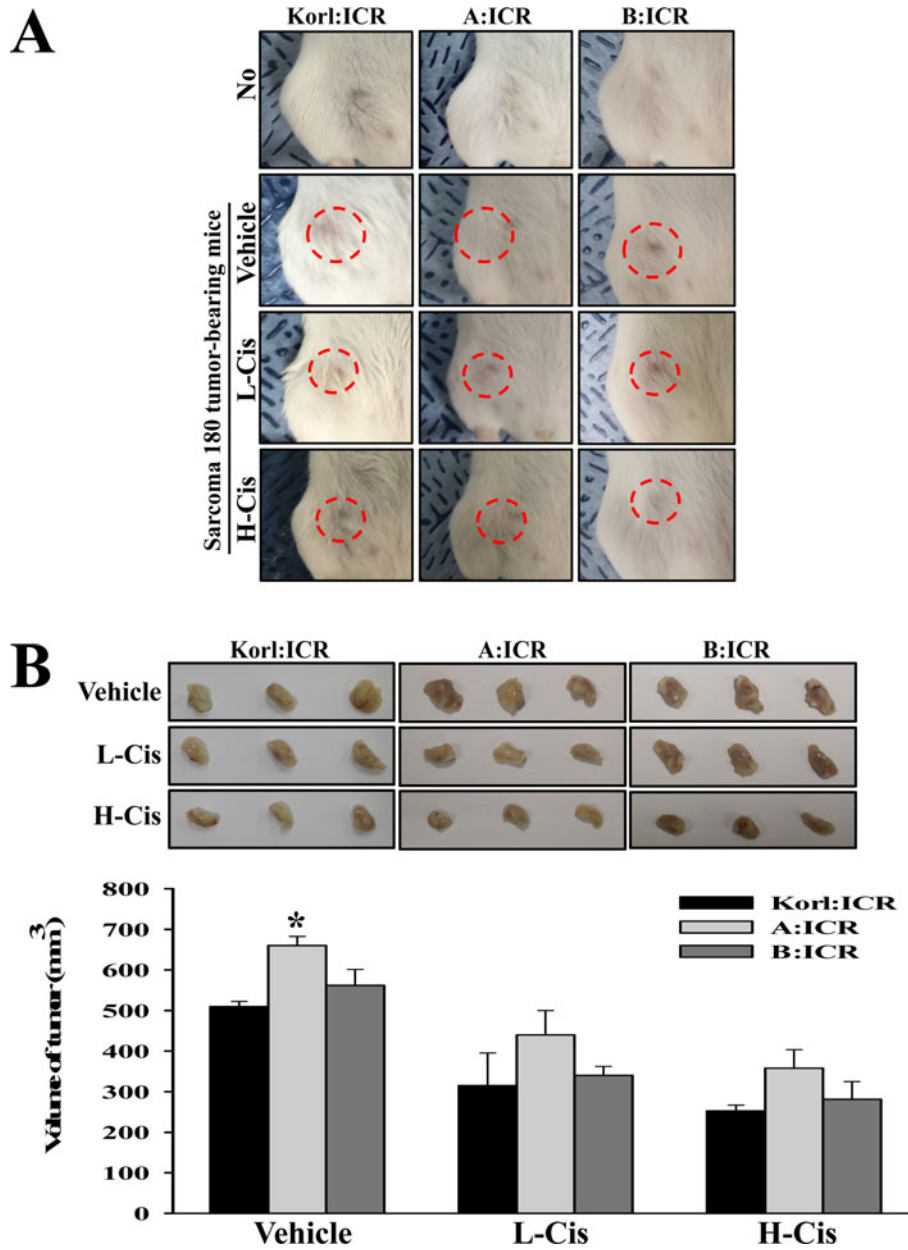 A
Korl:ICR A:ICR B:ICR
No
Sarcoma 180 tumor-bearing mice
Vehicle
L-Cis
H-Cis
B
Korl:ICR A:ICR B:ICR
Vehicle
L-Cis
H-Cis
Volume of tumor (mm3)
800
700
600
500
400
300
200
100
0
*
Korl:ICR
A:ICR
B:ICR
Vehicle L-Cis H-Cis